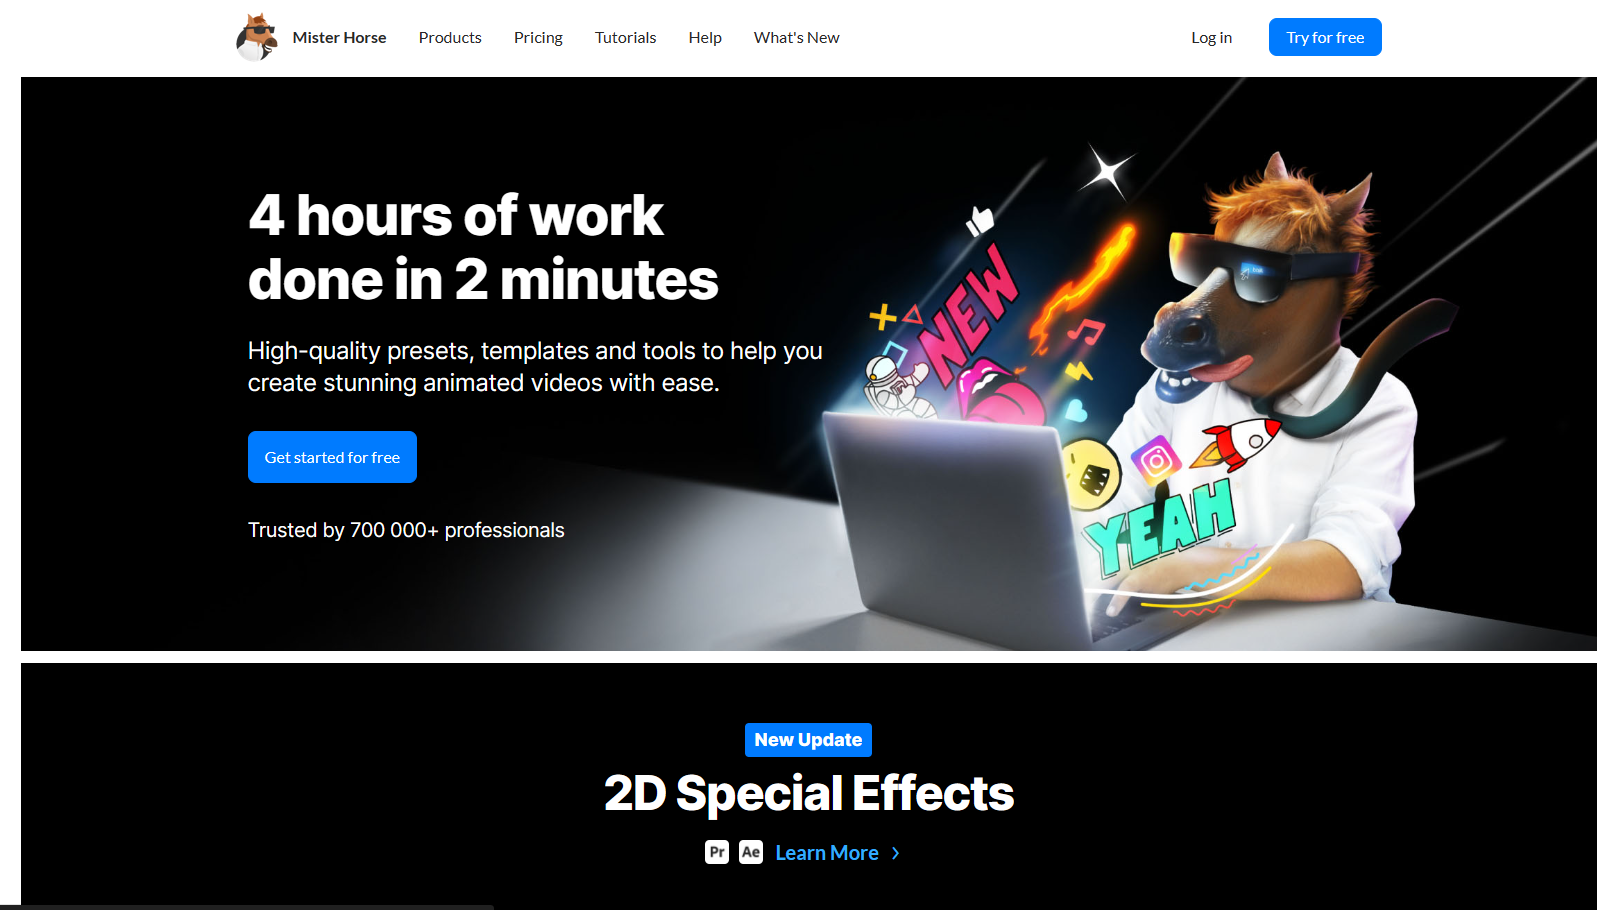 Mister Horse
Products
Pricing
Tutorials
Help
What's New
Log in
Try for free
4 hours of work
done in 2 minutes
High-quality presets, templates and tools to help you
create stunning animated videos with ease.
Get started for free
Trusted by 700 000+ professionals
NEW
YEAH
New Update
2D Special Effects
Pr
Ae
Learn More